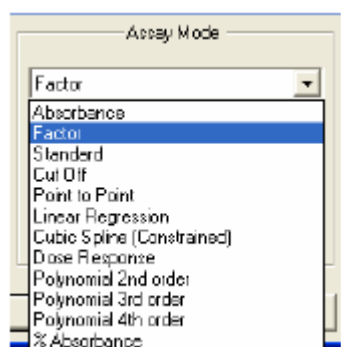 Assay Mode
Factor
Absorbance
Factor
Standard
Cut Off
Point to Point
Linear Regression
Cubic Spline (Constrained)
Dose Response
Polynomial 2nd order
Polynomial 3rd order
Polynomial 4th order
% Absorbance